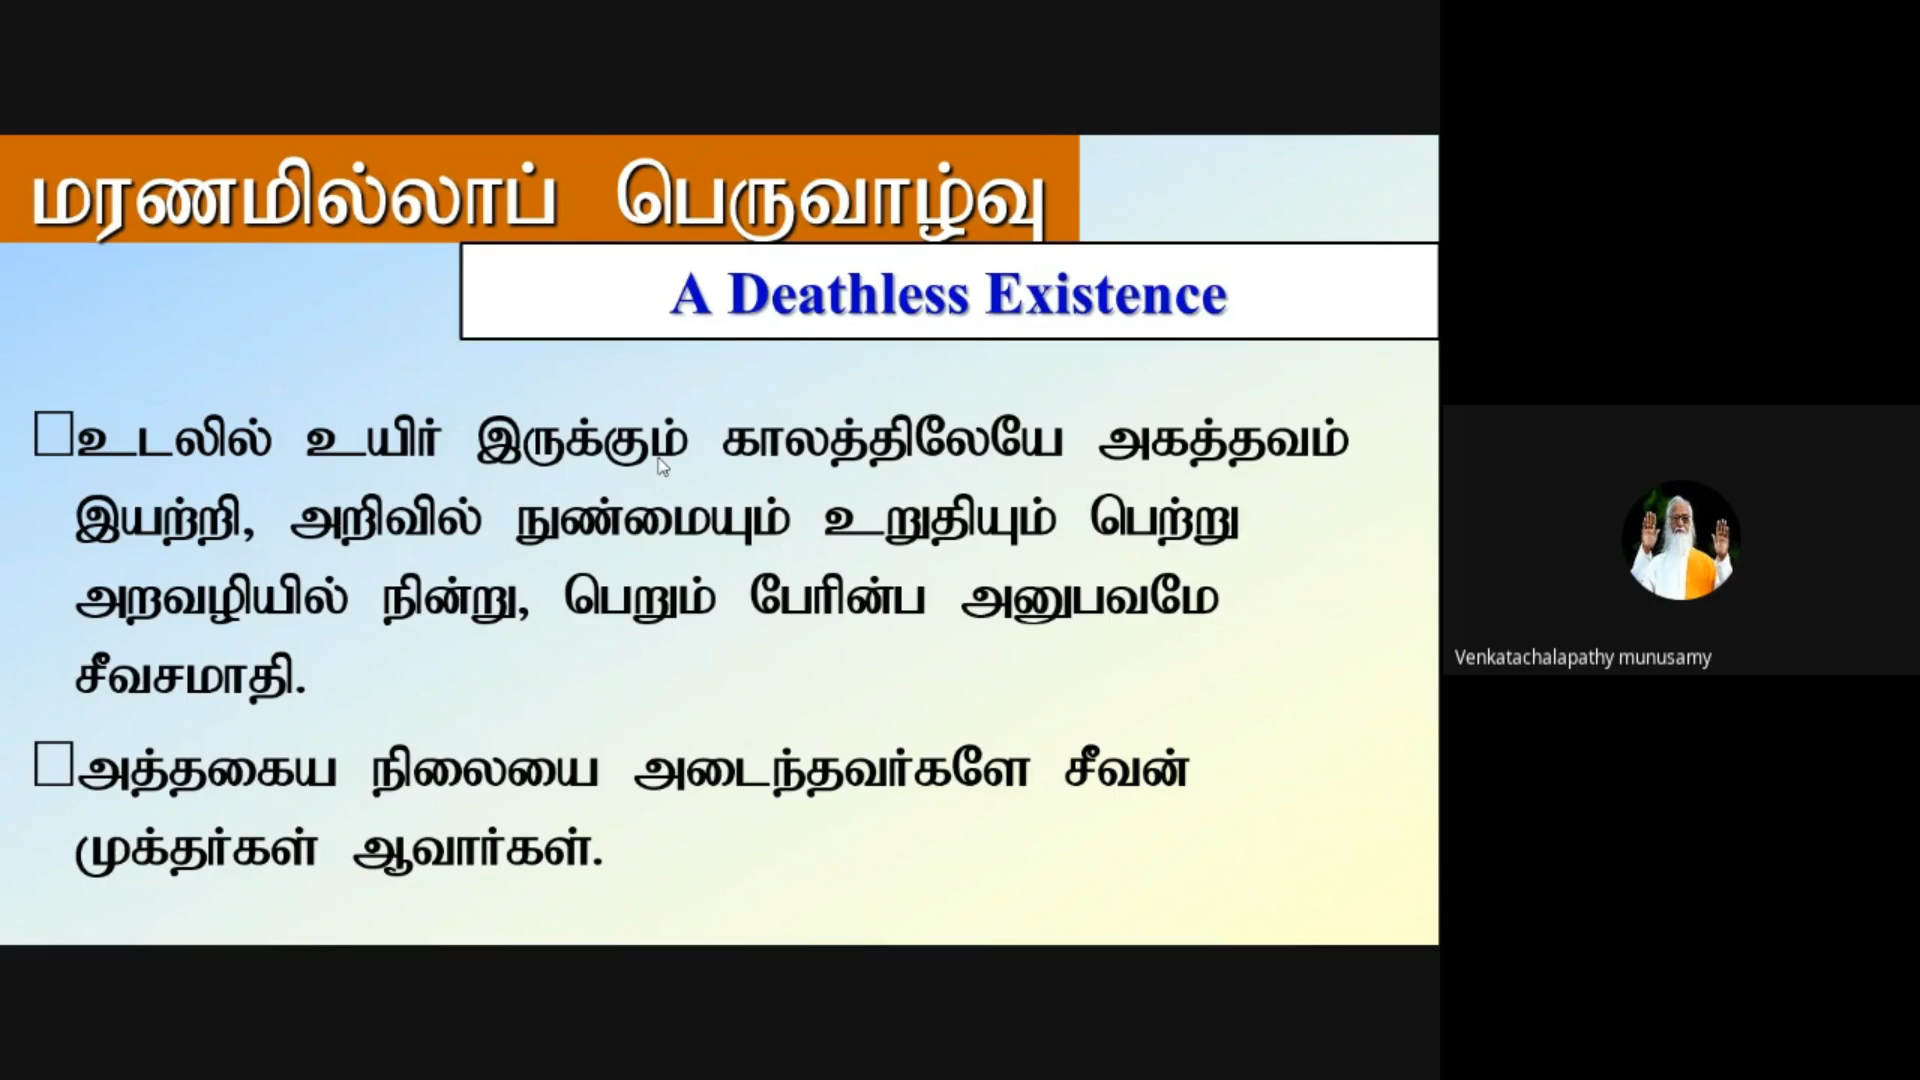 மரணமில்லாப் பெருவாழ்வு
A Deathless Existence
உடலில் உயிர் இருக்கும் காலத்திலேயே அகத்தவம்
இயற்றி, அறிவில் நுண்மையும் உறுதியும் பெற்று
அறவழியில் நின்று, பெறும் பேரின்ப அனுபவமே
சீவசமாதி.
அத்தகைய நிலையை அடைந்தவர்களே சீவன்
முக்தர்கள் ஆவார்கள்.
Venkatachalapathy munusamy